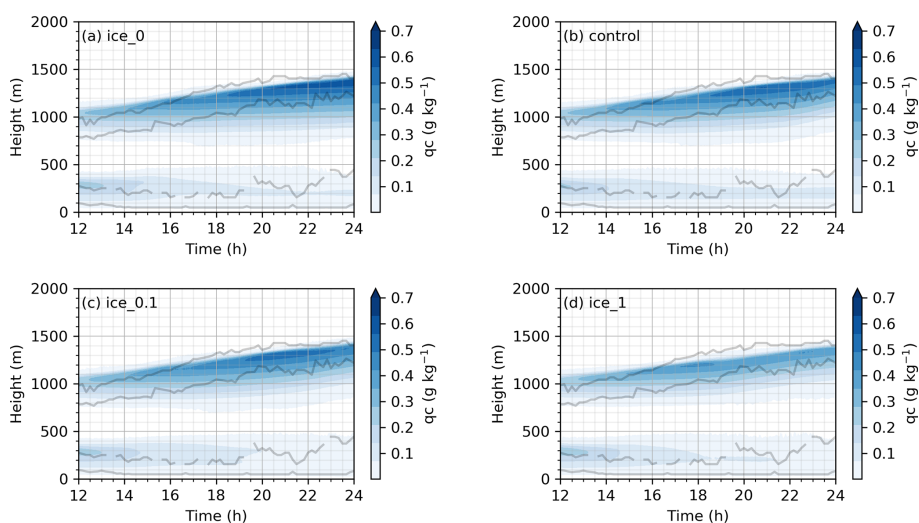 (a) ice_0
Height (m)
2000
1500
1000
500
0
12 14 16 18 20 22 24
Time (h)
0.7
0.6
0.5
0.4
0.3
0.2
0.1
qc (g kg⁻¹)
(b) control
Height (m)
2000
1500
1000
500
0
12 14 16 18 20 22 24
Time (h)
0.7
0.6
0.5
0.4
0.3
0.2
0.1
qc (g kg⁻¹)
(c) ice_0.1
Height (m)
2000
1500
1000
500
0
12 14 16 18 20 22 24
Time (h)
0.7
0.6
0.5
0.4
0.3
0.2
0.1
qc (g kg⁻¹)
(d) ice_1
Height (m)
2000
1500
1000
500
0
12 14 16 18 20 22 24
Time (h)
0.7
0.6
0.5
0.4
0.3
0.2
0.1
qc (g kg⁻¹)